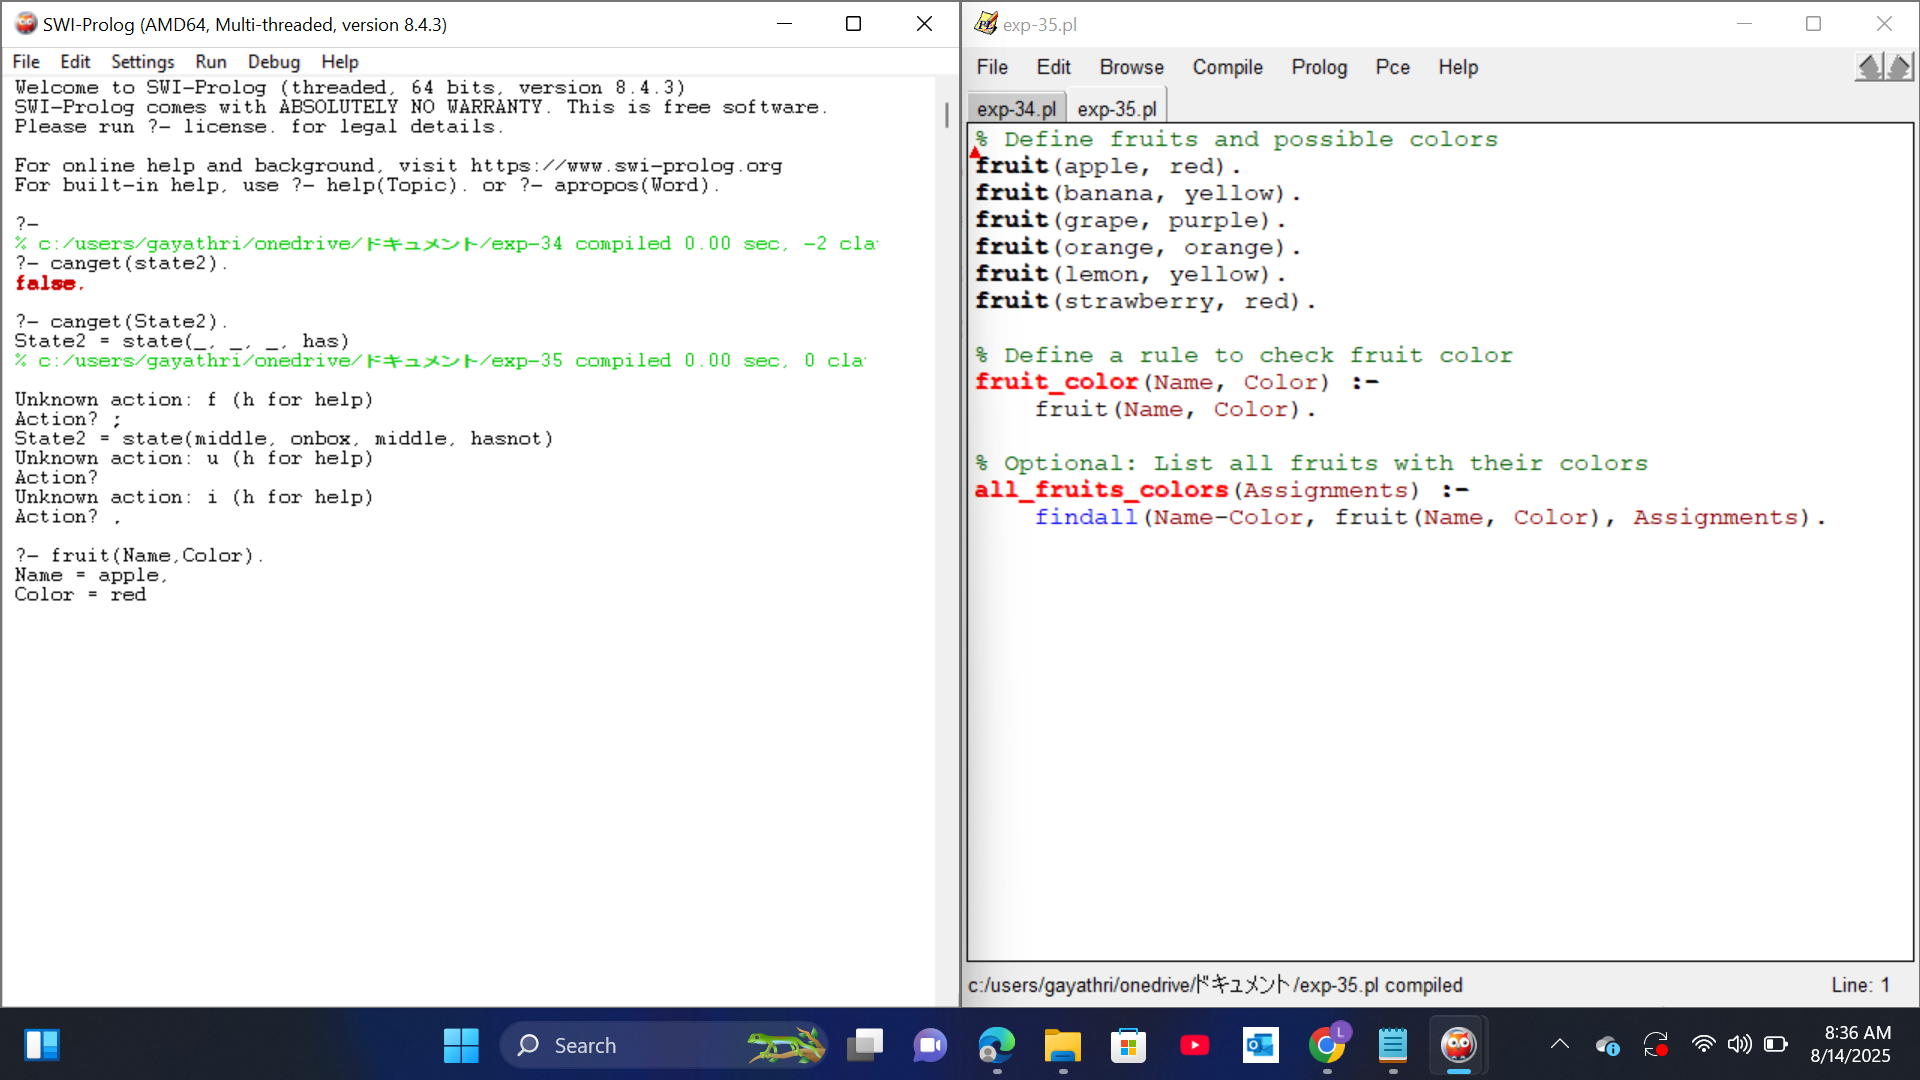 SWI-Prolog (AMD64, Multi-threaded, version 8.4.3)
File Edit Settings Run Debug Help
Welcome to SWI-Prolog (threaded, 64 bits, version 8.4.3)
SWI-Prolog comes with ABSOLUTELY NO WARRANTY. This is free software.
Please run ?- license. for legal details.
For online help and background, visit https://www.swi-prolog.org
For built-in help, use ?- help(Topic). or ?- apropos(Word).
?-
% c:/users/gayathri/onedrive/ドキュメント/exp-34 compiled 0.00 sec, -2 cla
?- canget(state2).
false.
?- canget(State2).
State2 = state(_, _, _, has)
% c:/users/gayathri/onedrive/ドキュメント/exp-35 compiled 0.00 sec, 0 cla
Unknown action: f (h for help)
Action? ;
State2 = state(middle, onbox, middle, hasnot)
Unknown action: u (h for help)
Action?
Unknown action: i (h for help)
Action? .
?- fruit(Name,Color).
Name = apple,
Color = red
exp-35.pl
File Edit Browse Compile Prolog Pce Help
exp-34.pl exp-35.pl
% Define fruits and possible colors
fruit(apple, red).
fruit(banana, yellow).
fruit(grape, purple).
fruit(orange, orange).
fruit(lemon, yellow).
fruit(strawberry, red).
% Define a rule to check fruit color
fruit_color(Name, Color) :-
    fruit(Name, Color).
% Optional: List all fruits with their colors
all_fruits_colors(Assignments) :-
    findall(Name-Color, fruit(Name, Color), Assignments).
c:/users/gayathri/onedrive/ドキュメント/exp-35.pl compiled
Line: 1
Search
L
8:36 AM
8/14/2025